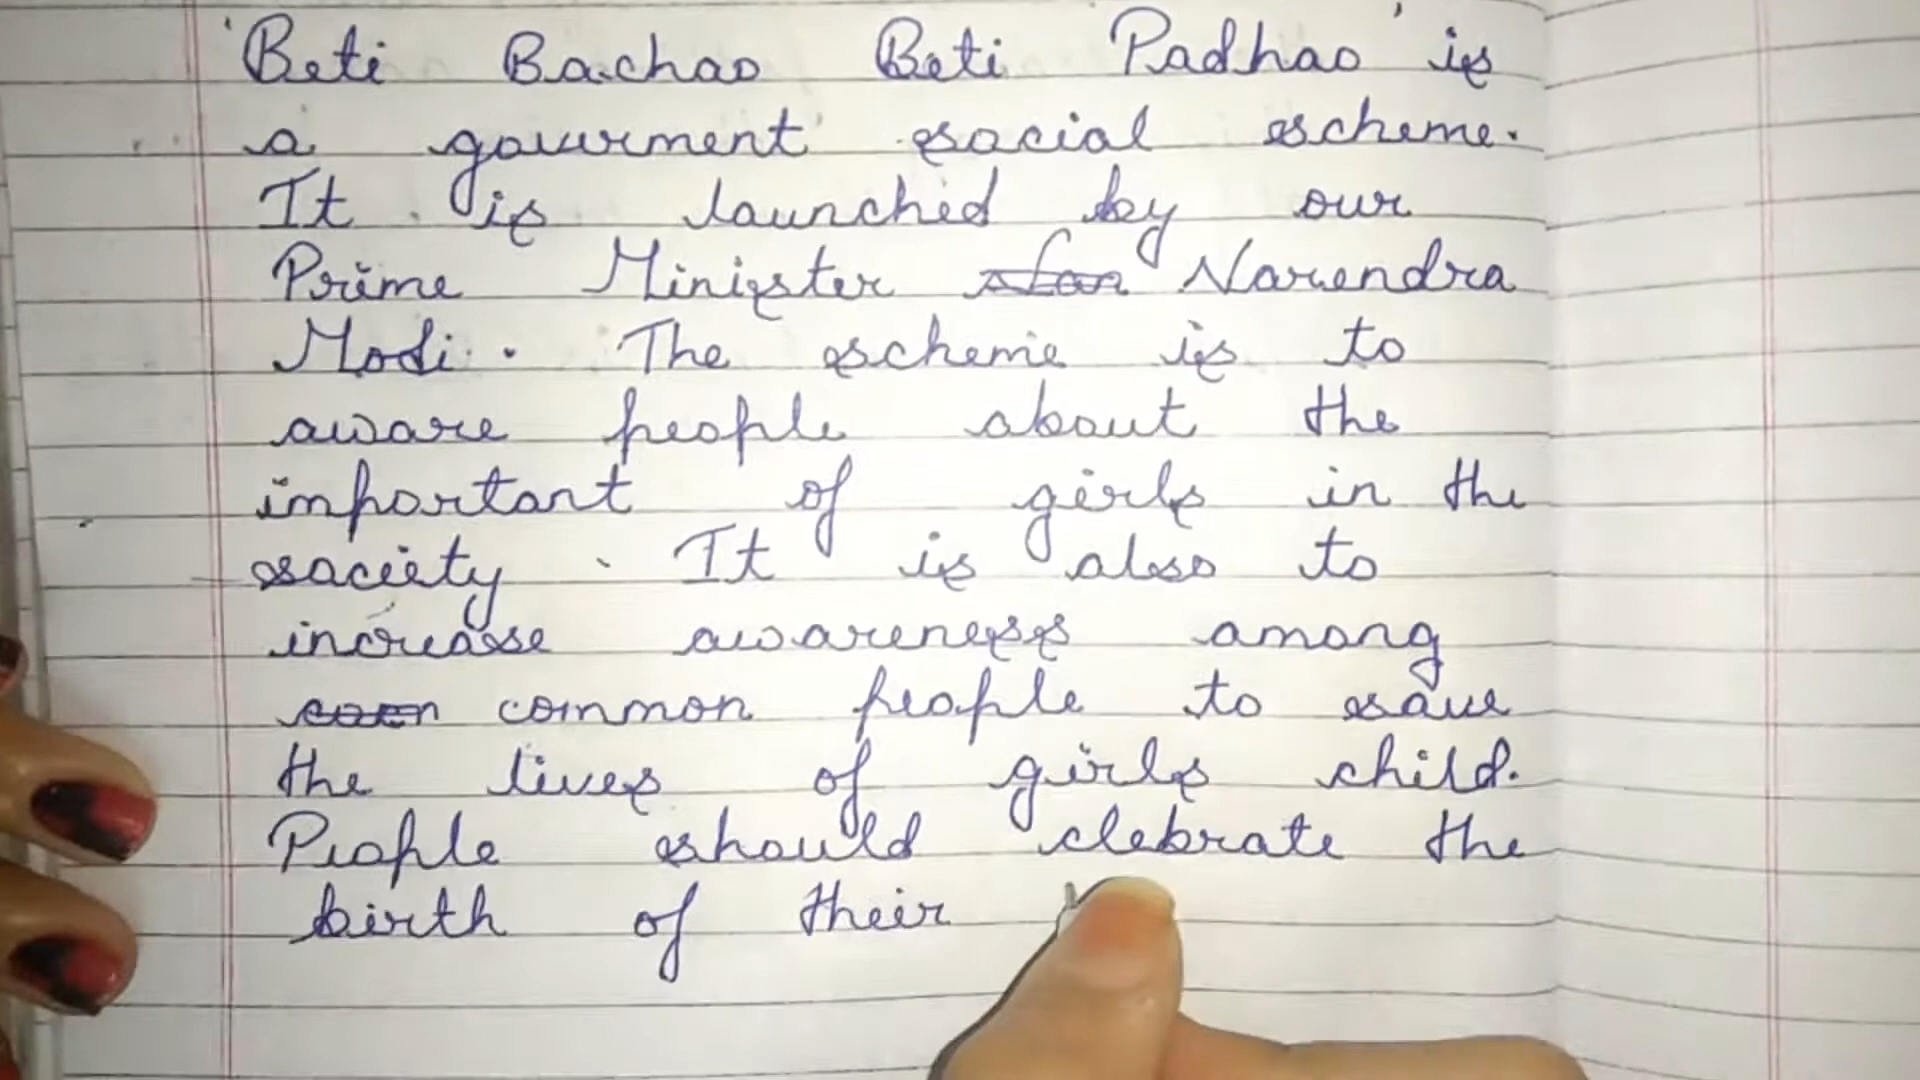 'Beti Bachao Beti Padhao' is
a gouvrment social scheme.
It is launched by our
Prime Minister Narendra
Modi. The scheme is to
aware people about the
important of girls in the
society. It is also to
increase awareness among
common people to save
the lives of girls child.
People should clebrate the
birth of their